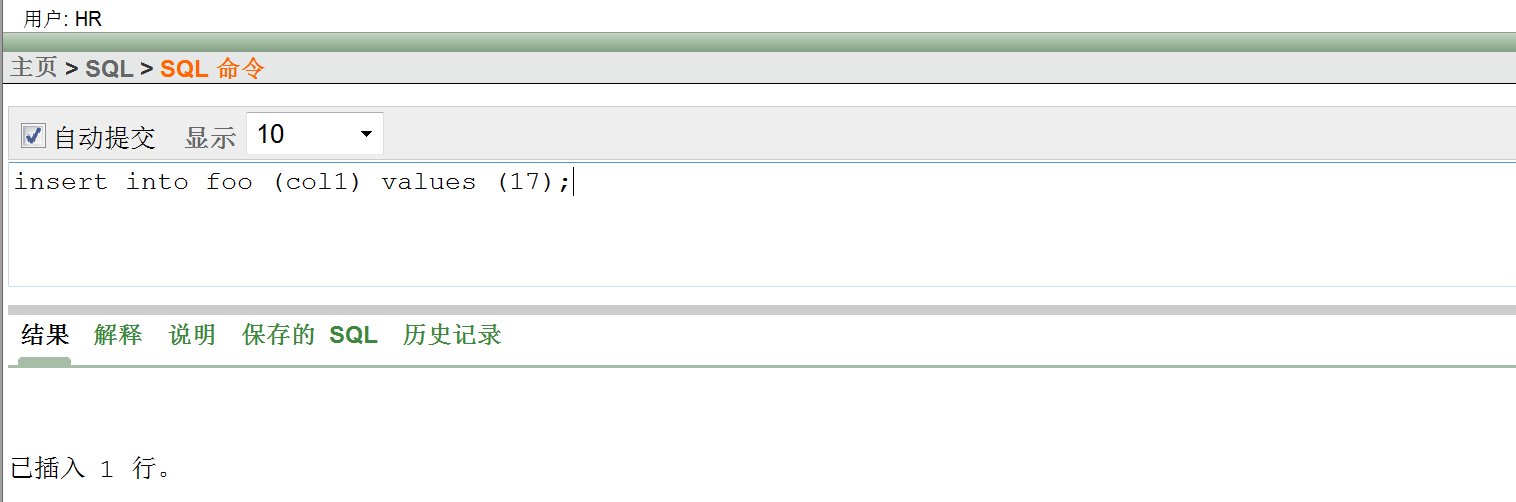 用户: HR
主页 > SQL > SQL 命令
自动提交 显示 10
insert into foo (col1) values (17);
结果 解释 说明 保存的 SQL 历史记录
已插入 1 行。